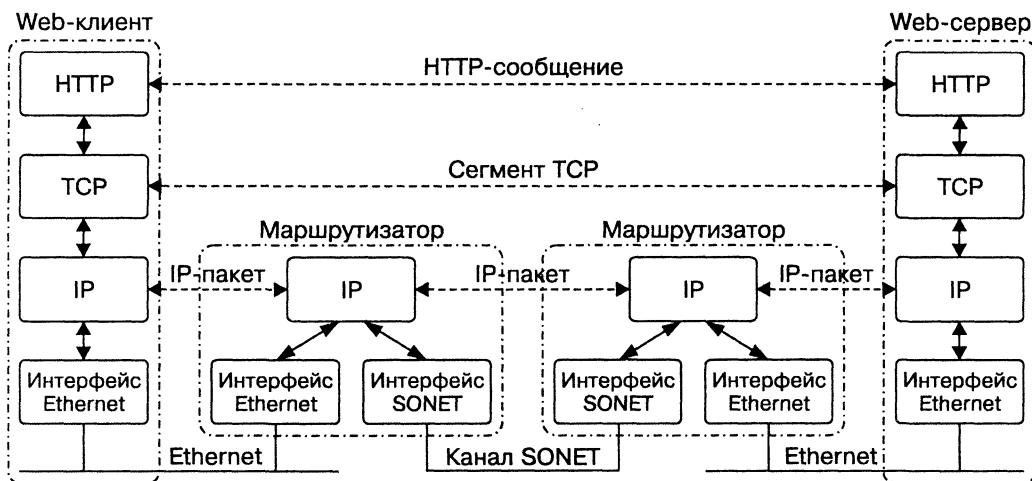 Web-клиент
Web-сервер
HTTP
HTTP-сообщение
HTTP
TCP
Сегмент TCP
TCP
Маршрутизатор
Маршрутизатор
IP
IP-пакет
IP
IP-пакет
IP
IP-пакет
IP
Интерфейс
Ethernet
Интерфейс
Ethernet
Интерфейс
SONET
Интерфейс
SONET
Интерфейс
Ethernet
Интерфейс
Ethernet
Ethernet
Канал SONET
Ethernet